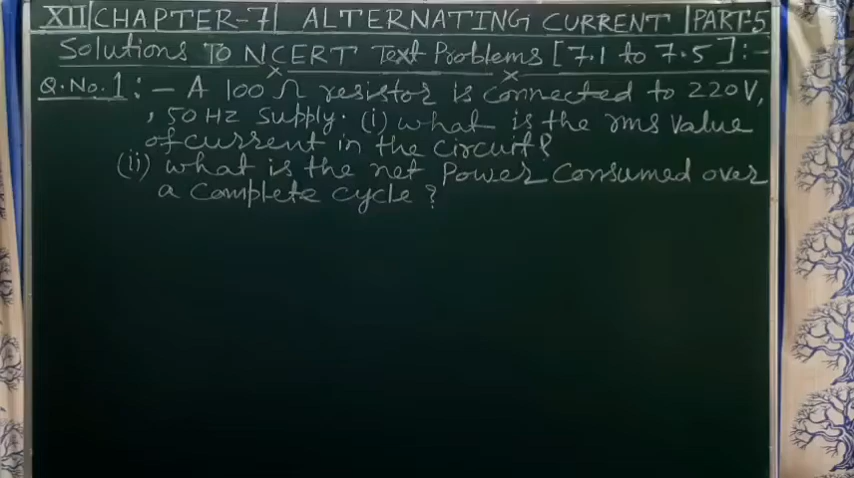 XII | CHAPTER-7 | ALTERNATING CURRENT | PART-5
Solutions To NCERT Text Problems [7.1 to 7.5] :-
Q.No.1 :- A 100 Ω resistor is connected to 220V,
, 50 HZ supply. (i) what is the rms value
of current in the circuit?
(ii) what is the net power consumed over
a complete cycle?